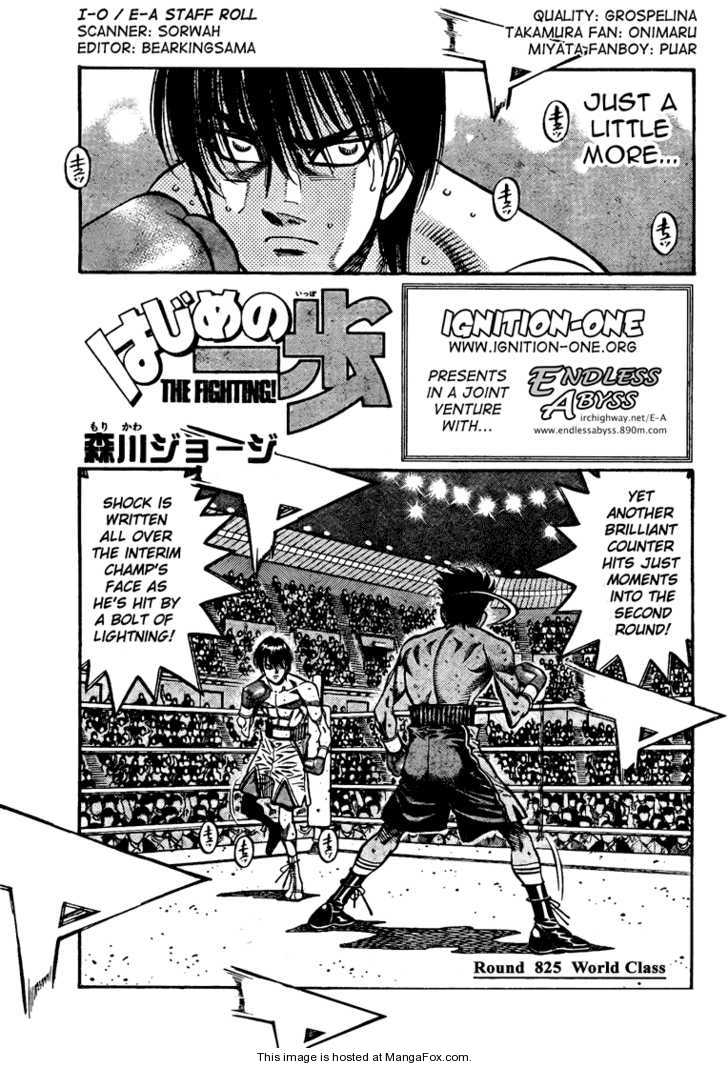 I-O / E-A STAFF ROLL
SCANNER: SORWAH
EDITOR: BEARKINGSAMA
QUALITY: GROSPELINA
TAKAMURA FAN: ONIMARU
MIYATA FANBOY: PUAR
JUST A
LITTLE
MORE...
はじめの一歩
いっぽ
THE FIGHTING!
もり かわ
森川ジョージ
IGNITION-ONE
WWW.IGNITION-ONE.ORG
PRESENTS
IN A JOINT
VENTURE
WITH...
ENDLESS
ABYSS
irchighway.net/E-A
www.endlessabyss.890m.com
YET
ANOTHER
BRILLIANT
COUNTER
HITS JUST
MOMENTS
INTO THE
SECOND
ROUND!
SHOCK IS
WRITTEN
ALL OVER
THE INTERIM
CHAMP'S
FACE AS
HE'S HIT BY
A BOLT OF
LIGHTNING!
Round 825 World Class
This image is hosted at MangaFox.com.